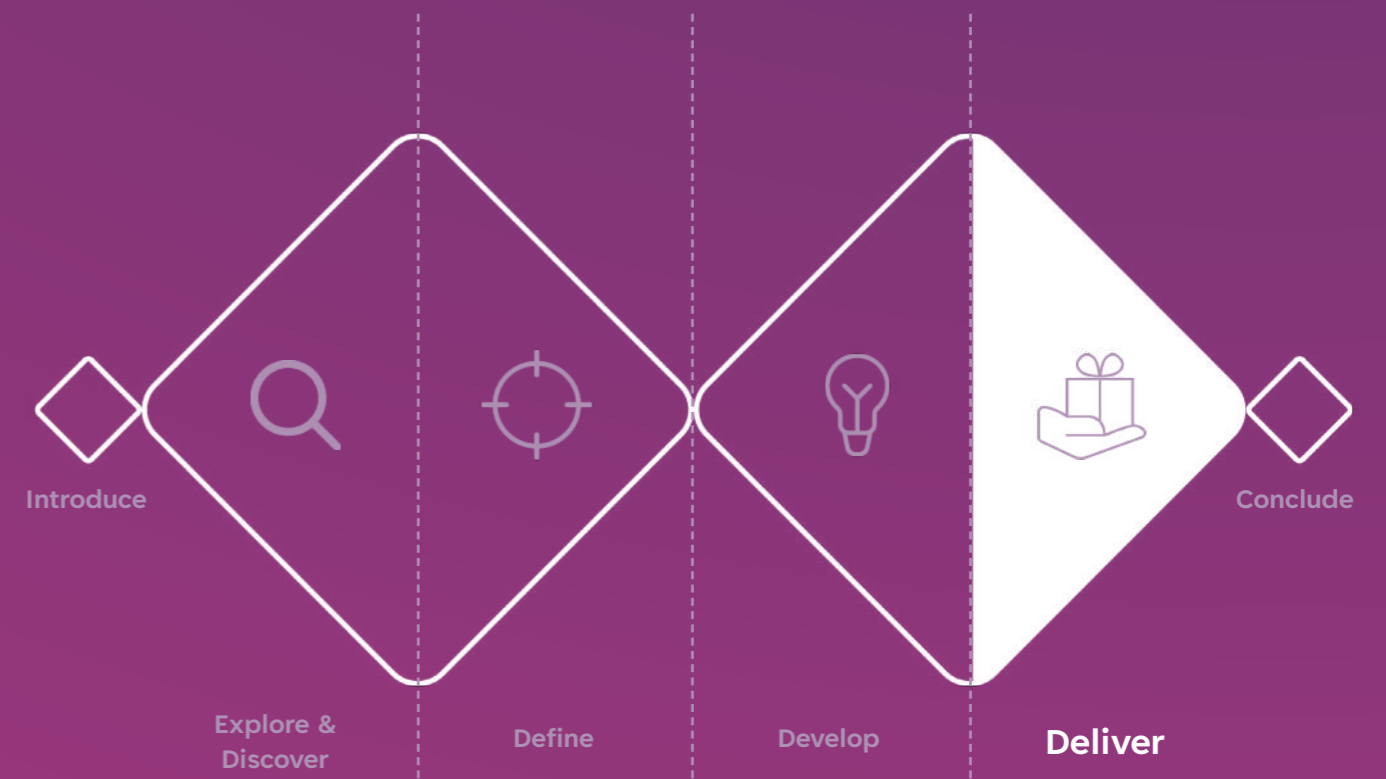 Introduce
Conclude
Explore &
Discover
Define
Develop
Deliver